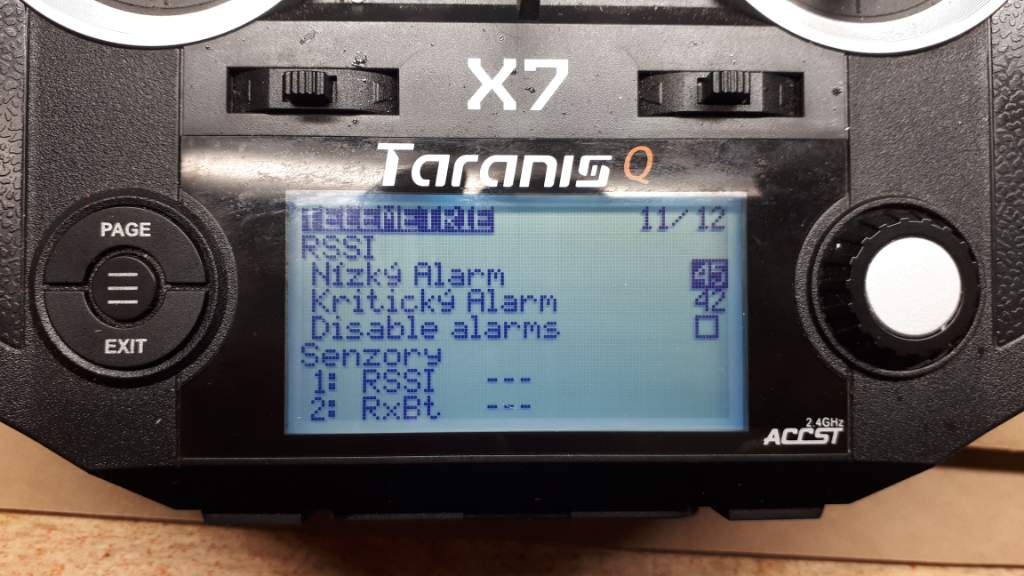 X7
Taranis Q
PAGE
EXIT
TELEMETRIE 11/12
RSSI
Nízký Alarm 45
Kritický Alarm 42
Disable alarms
Senzory
1: RSSI ---
2: RxBt ---
2.4GHz
ACCST